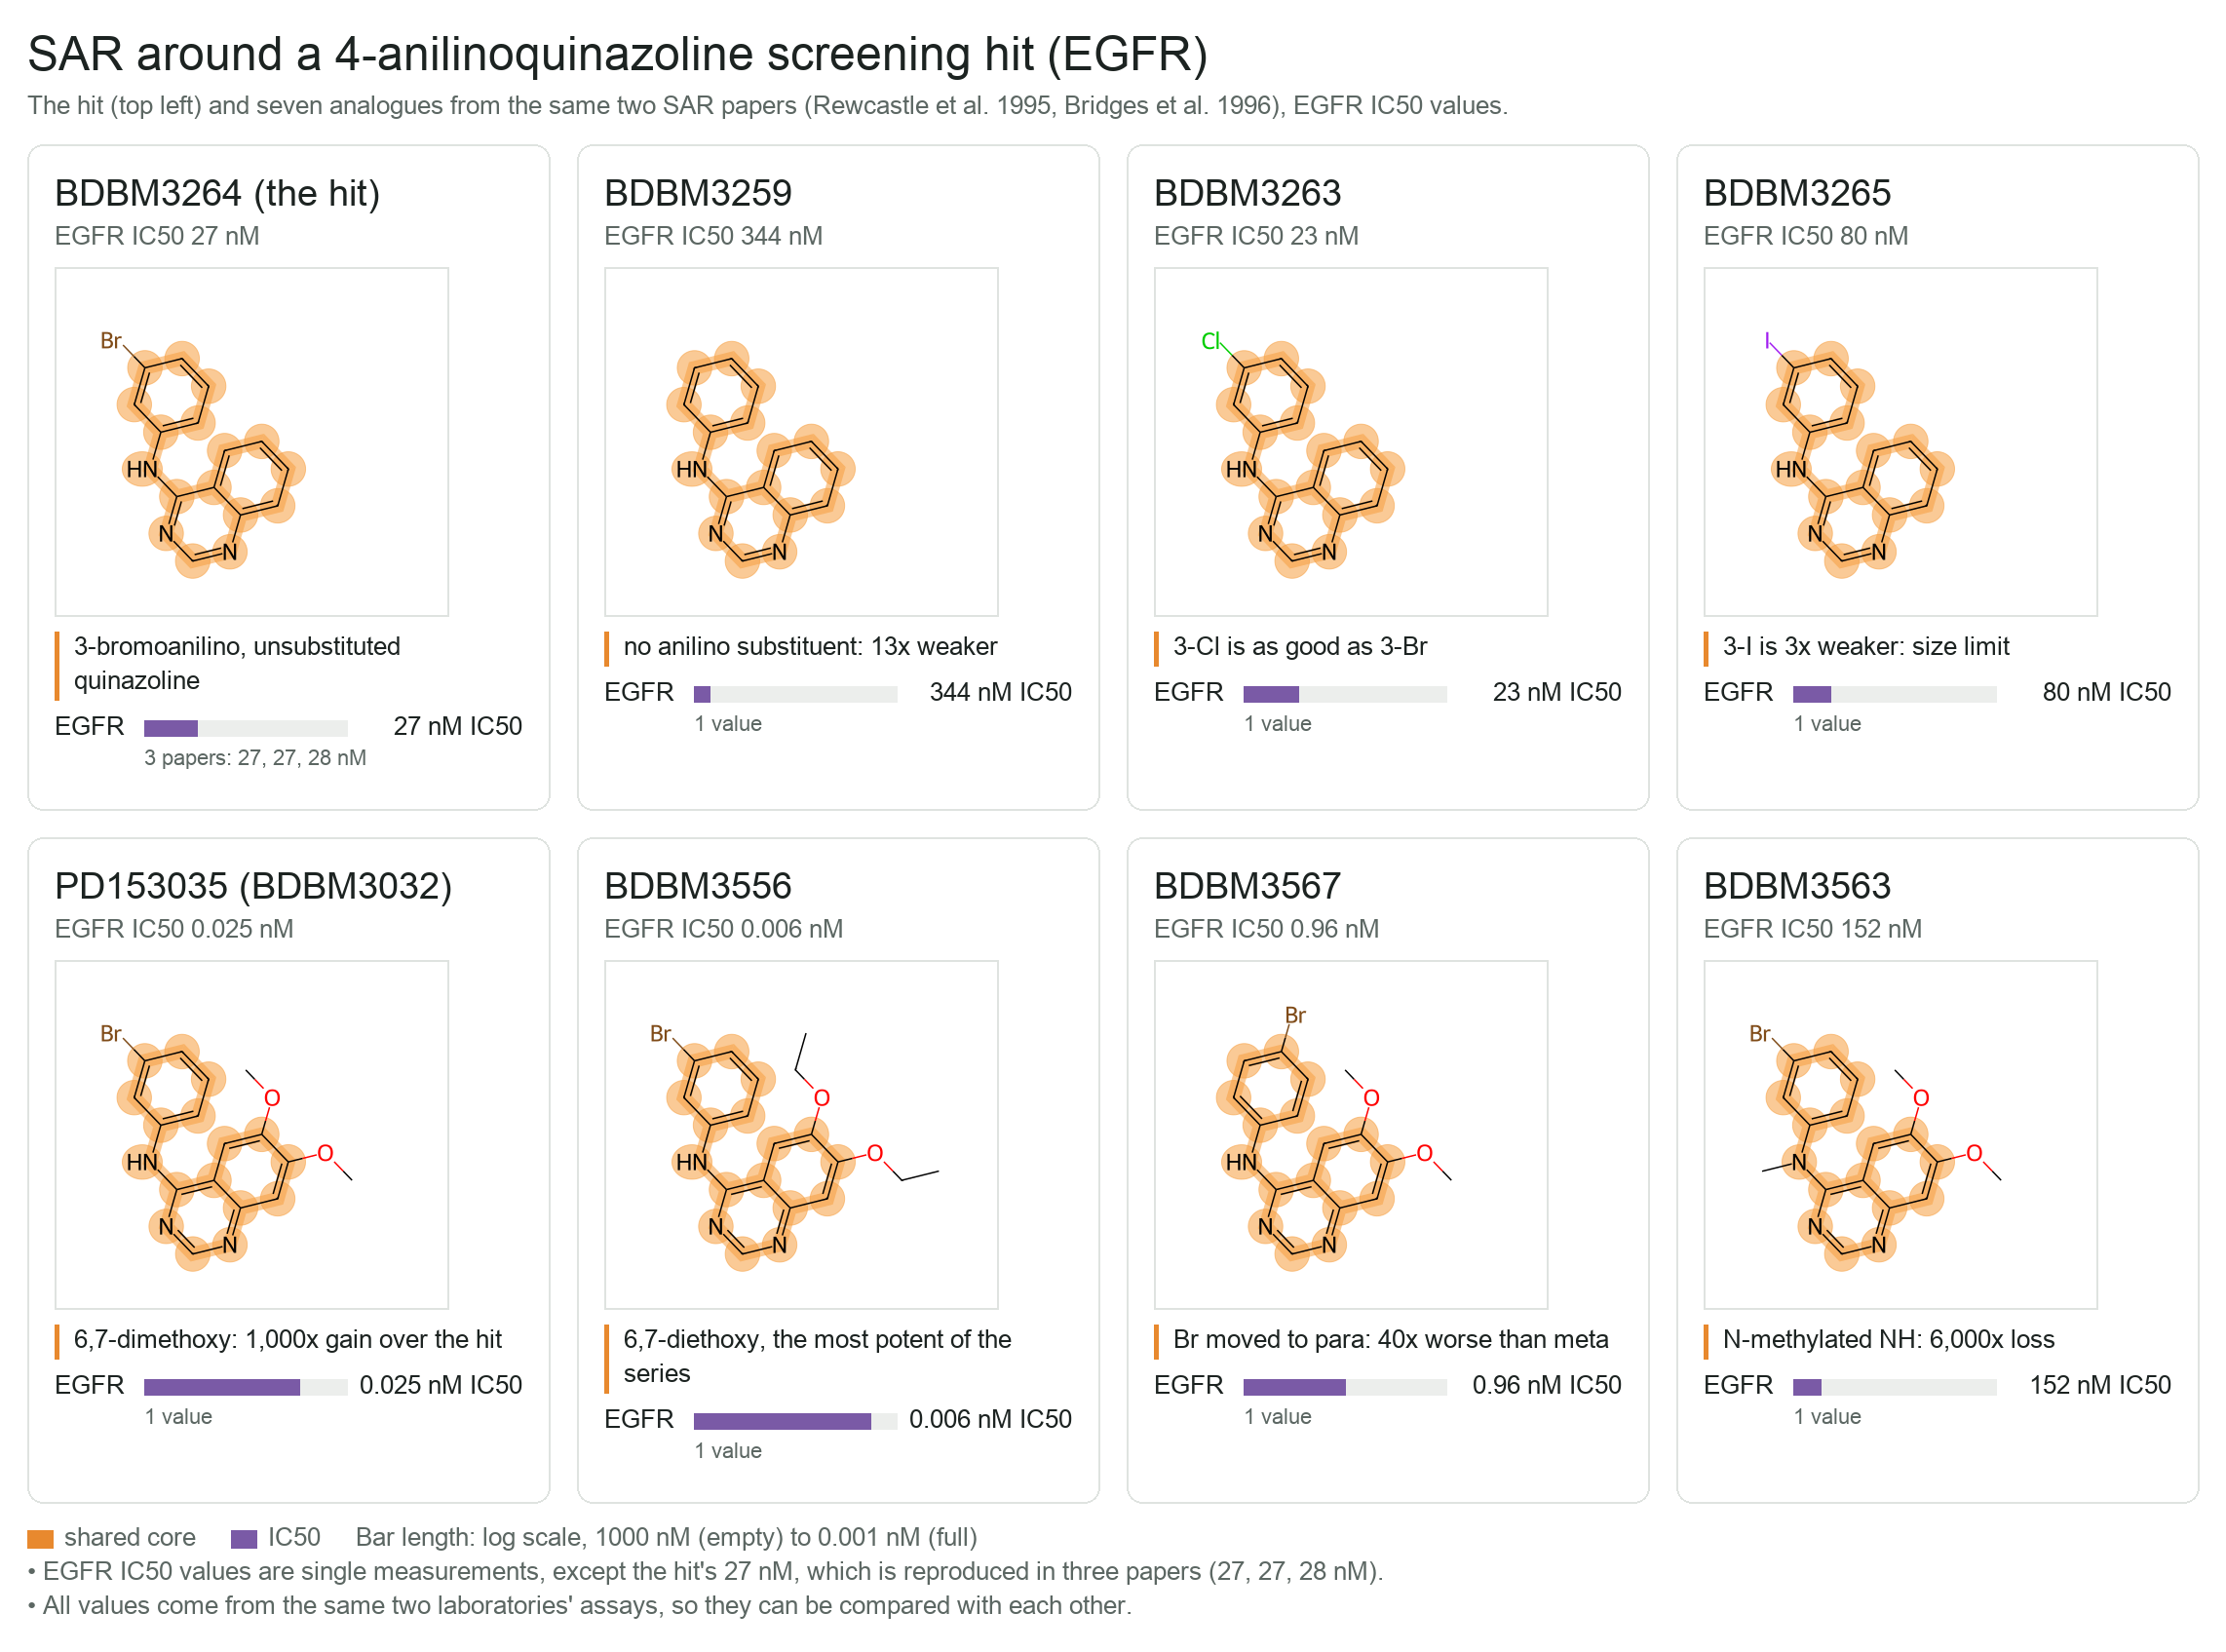 SAR around a 4-anilinoquinazoline screening hit (EGFR)
The hit (top left) and seven analogues from the same two SAR papers (Rewcastle et al. 1995, Bridges et al. 1996), EGFR IC50 values.
BDBM3264 (the hit)
EGFR IC50 27 nM
Br
HN
N
N
3-bromoanilino, unsubstituted
quinazoline
EGFR 27 nM IC50
3 papers: 27, 27, 28 nM
BDBM3259
EGFR IC50 344 nM
HN
N
N
no anilino substituent: 13x weaker
EGFR 344 nM IC50
1 value
BDBM3263
EGFR IC50 23 nM
Cl
HN
N
N
3-Cl is as good as 3-Br
EGFR 23 nM IC50
1 value
BDBM3265
EGFR IC50 80 nM
I
HN
N
N
3-I is 3x weaker: size limit
EGFR 80 nM IC50
1 value
PD153035 (BDBM3032)
EGFR IC50 0.025 nM
Br
O
O
HN
N
N
6,7-dimethoxy: 1,000x gain over the hit
EGFR 0.025 nM IC50
1 value
BDBM3556
EGFR IC50 0.006 nM
Br
O
O
HN
N
N
6,7-diethoxy, the most potent of the
series
EGFR 0.006 nM IC50
1 value
BDBM3567
EGFR IC50 0.96 nM
Br
O
O
HN
N
N
Br moved to para: 40x worse than meta
EGFR 0.96 nM IC50
1 value
BDBM3563
EGFR IC50 152 nM
Br
O
O
N
N
N
N-methylated NH: 6,000x loss
EGFR 152 nM IC50
1 value
shared core IC50 Bar length: log scale, 1000 nM (empty) to 0.001 nM (full)
• EGFR IC50 values are single measurements, except the hit's 27 nM, which is reproduced in three papers (27, 27, 28 nM).
• All values come from the same two laboratories' assays, so they can be compared with each other.